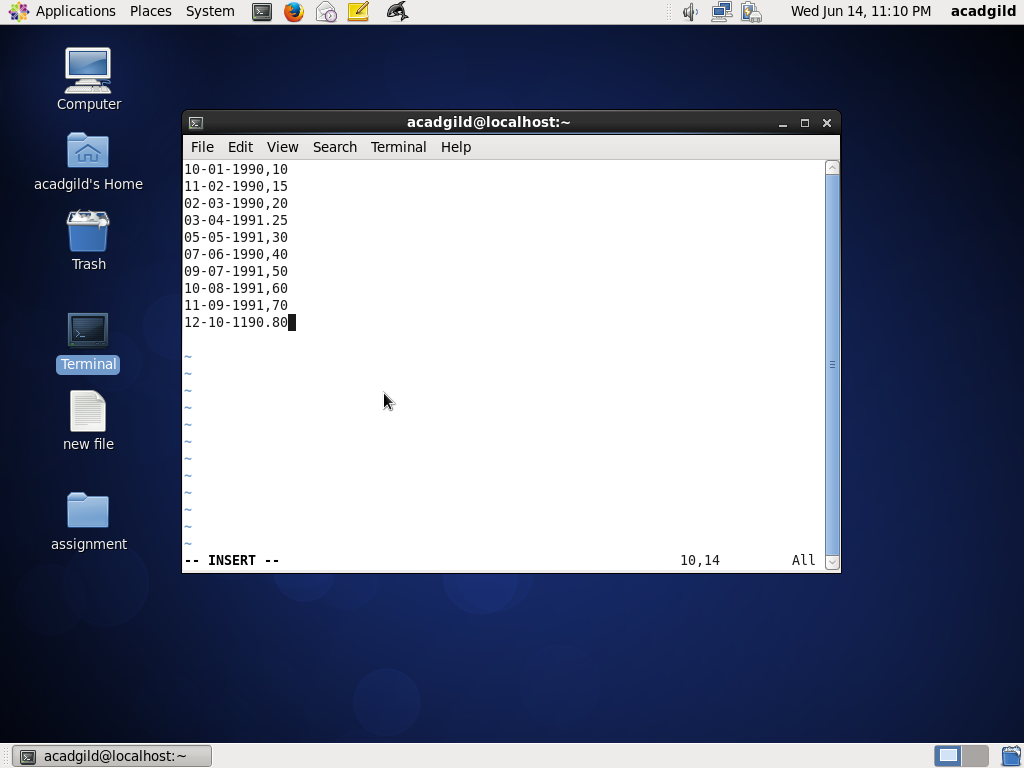 Applications Places System Wed Jun 14, 11:10 PM acadgild
Computer
acadgild's Home
Trash
Terminal
new file
assignment
acadgild@localhost:~
File Edit View Search Terminal Help
10-01-1990,10
11-02-1990,15
02-03-1990,20
03-04-1991.25
05-05-1991,30
07-06-1990,40
09-07-1991,50
10-08-1991,60
11-09-1991,70
12-10-1190.80
~
~
~
~
~
~
~
~
~
~
~
~
-- INSERT -- 10,14 All
acadgild@localhost:~